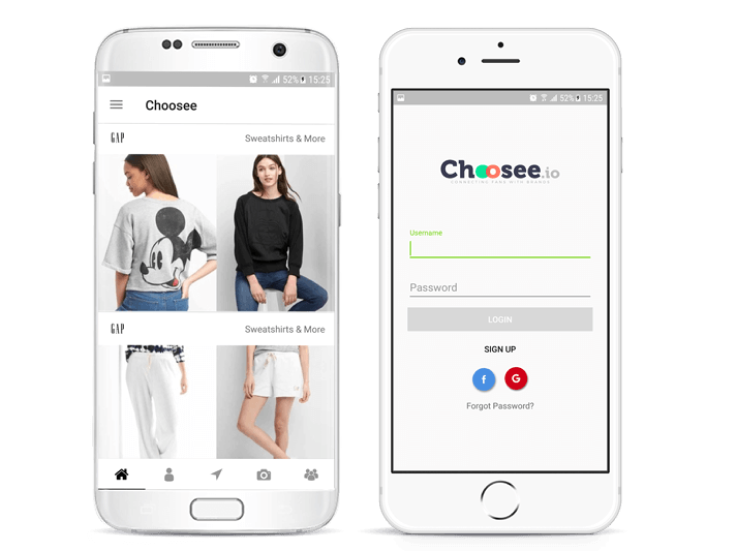 52% 15:25
Choosee
GAP
Sweatshirts & More
GAP
Sweatshirts & More
52% 15:25
Choosee.io
CONNECTING FANS WITH BRANDS
Username
Password
LOGIN
SIGN UP
f
G
Forgot Password?